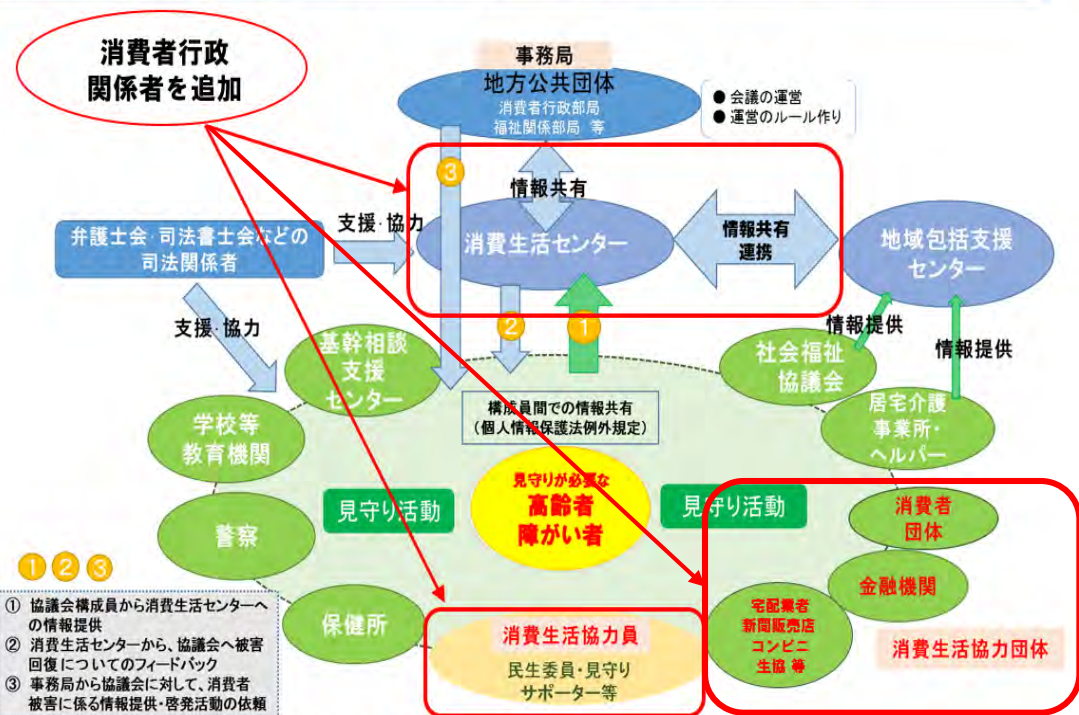 消費者行政
関係者を追加
事務局
地方公共団体
消費者行政部局
福祉関係部局 等
● 会議の運営
● 運営のルール作り
③
情報共有
弁護士会・司法書士会などの
司法関係者
支援・協力
消費生活センター
情報共有
連携
地域包括支援
センター
支援・協力
②
①
情報提供
情報提供
基幹相談
支援
センター
社会福祉
協議会
構成員間での情報共有
（個人情報保護法例外規定）
居宅介護
事業所・
ヘルパー
学校等
教育機関
見守りが必要な
高齢者
障がい者
見守り活動
見守り活動
消費者
団体
警察
金融機関
① ② ③
① 協議会構成員から消費生活センターへ
の情報提供
② 消費生活センターから、協議会へ被害
回復についてのフィードバック
③ 事務局から協議会に対して、消費者
被害に係る情報提供・啓発活動の依頼
保健所
消費生活協力員
民生委員・見守り
サポーター等
宅配業者
新聞販売店
コンビニ
生協 等
消費生活協力団体